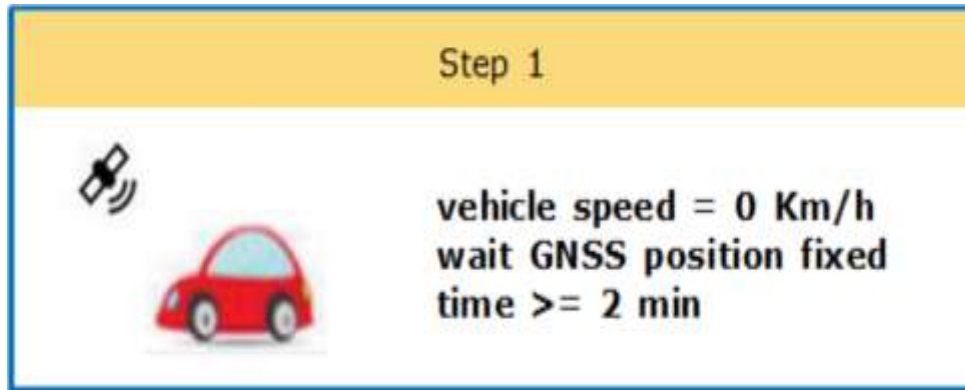 Step 1
vehicle speed = 0 Km/h
wait GNSS position fixed
time >= 2 min